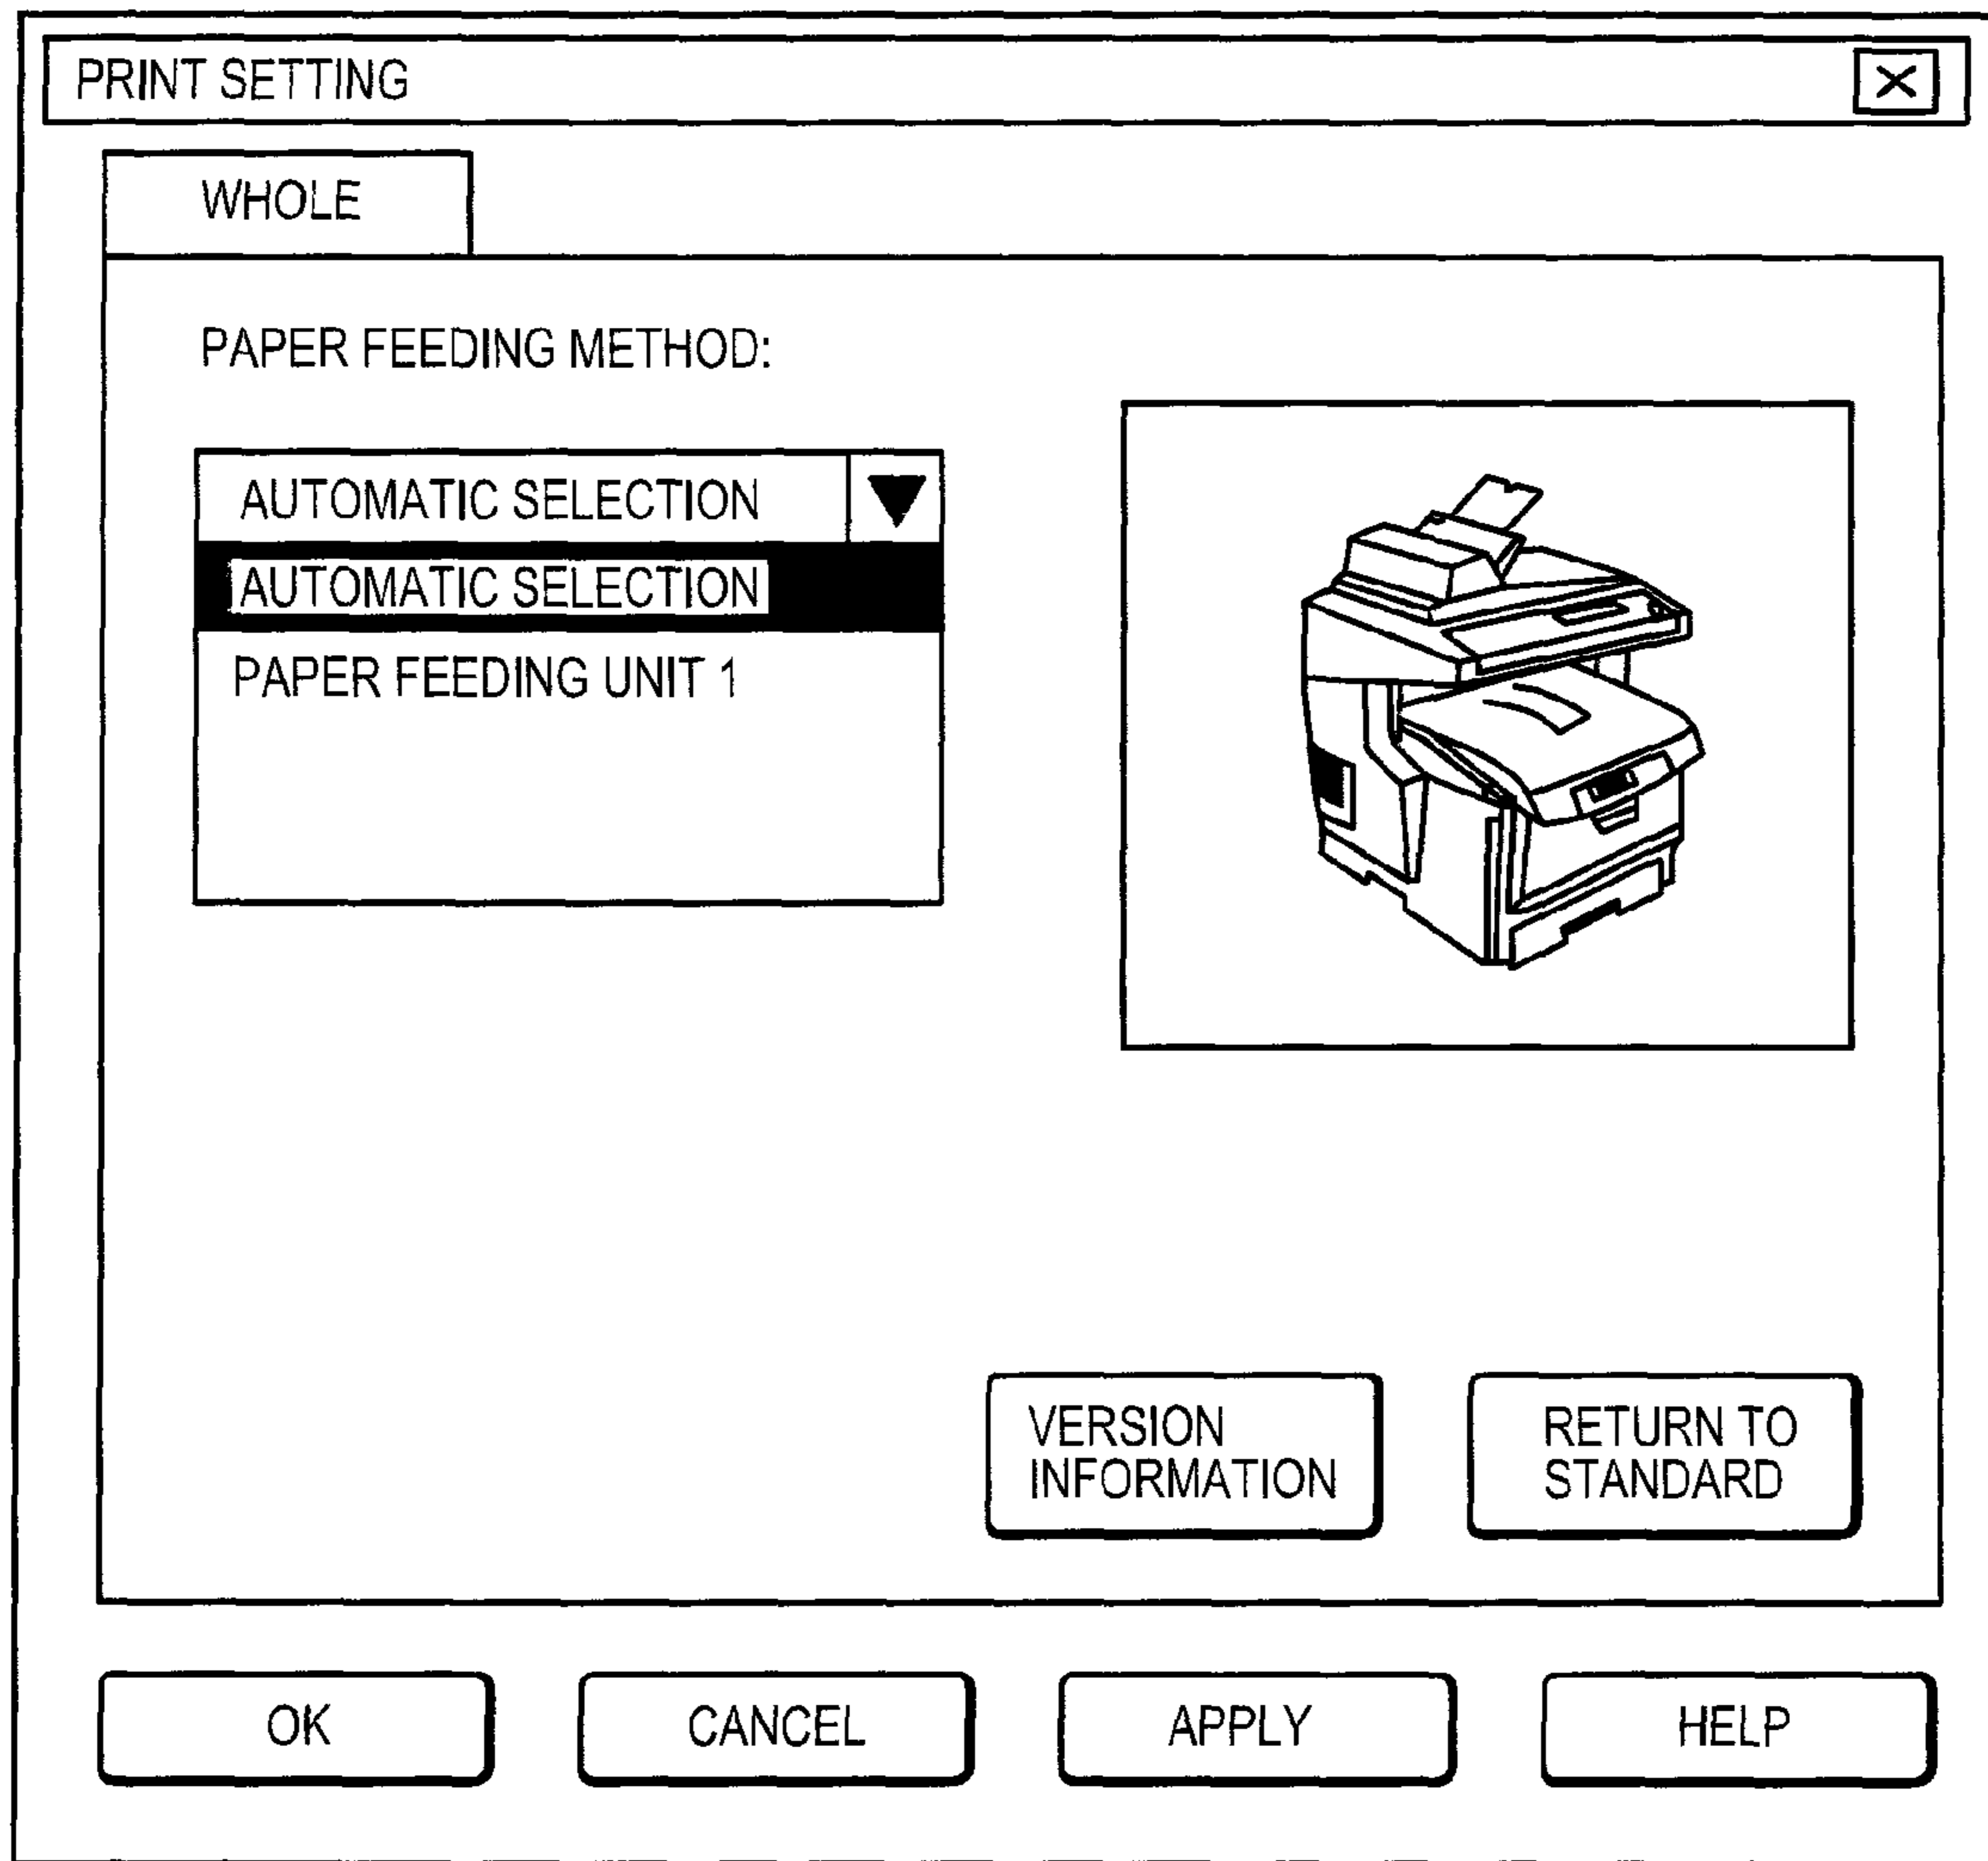 PRINT SETTING
WHOLE
PAPER FEEDING METHOD:
AUTOMATIC SELECTION
AUTOMATIC SELECTION
PAPER FEEDING UNIT 1
VERSION
INFORMATION
RETURN TO
STANDARD
OK
CANCEL
APPLY
HELP